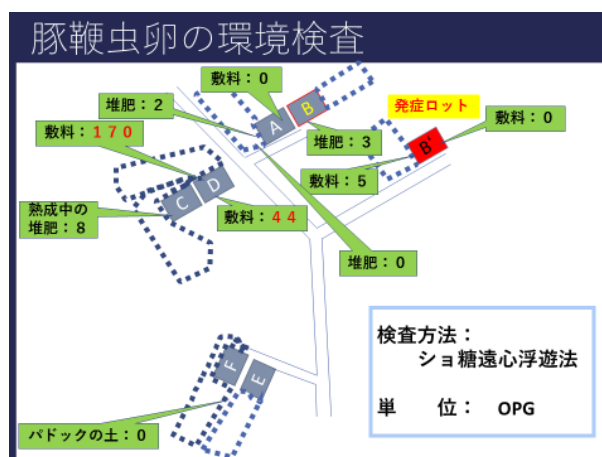 豚鞭虫卵の環境検査
敷料：０
堆肥：２
A
B
発症ロット
敷料：０
敷料：１７０
堆肥：３
B'
敷料：５
C
D
熟成中の
堆肥：８
敷料：４４
堆肥：０
検査方法：
ショ糖遠心浮遊法
単　　位：　OPG
F
E
パドックの土：０